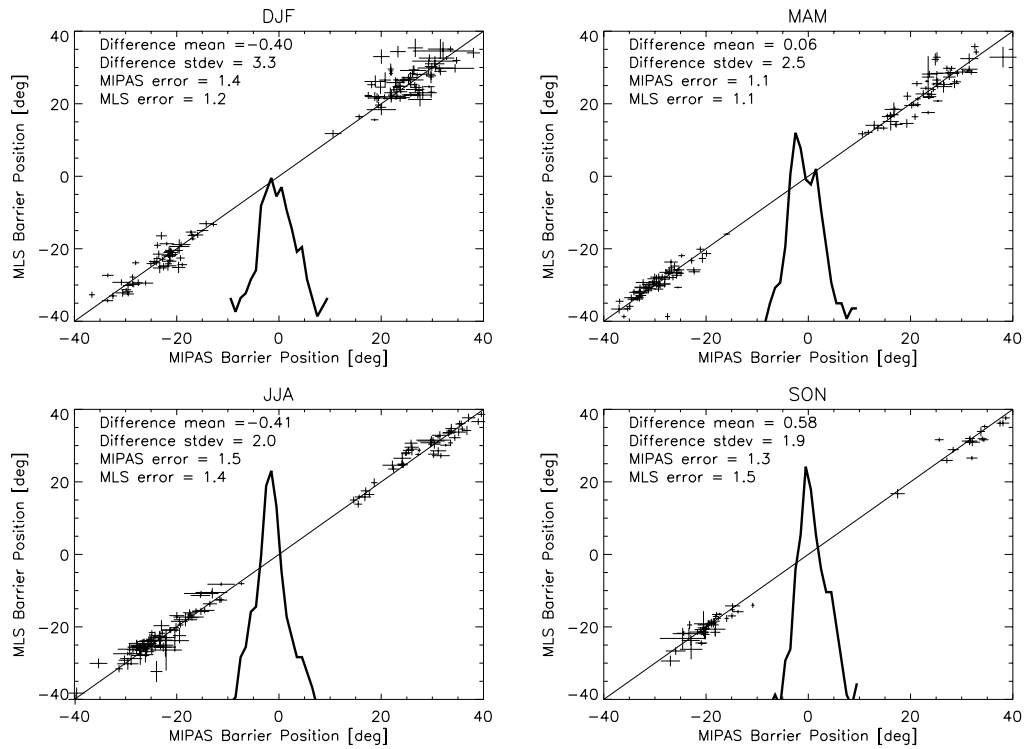 DJF
Difference mean =-0.40
Difference stdev = 3.3
MIPAS error = 1.4
MLS error = 1.2
MLS Barrier Position [deg]
40
20
0
-20
-40
-40 -20 0 20 40
MIPAS Barrier Position [deg]
MAM
Difference mean = 0.06
Difference stdev = 2.5
MIPAS error = 1.1
MLS error = 1.1
MLS Barrier Position [deg]
40
20
0
-20
-40
-40 -20 0 20 40
MIPAS Barrier Position [deg]
JJA
Difference mean =-0.41
Difference stdev = 2.0
MIPAS error = 1.5
MLS error = 1.4
MLS Barrier Position [deg]
40
20
0
-20
-40
-40 -20 0 20 40
MIPAS Barrier Position [deg]
SON
Difference mean = 0.58
Difference stdev = 1.9
MIPAS error = 1.3
MLS error = 1.5
MLS Barrier Position [deg]
40
20
0
-20
-40
-40 -20 0 20 40
MIPAS Barrier Position [deg]